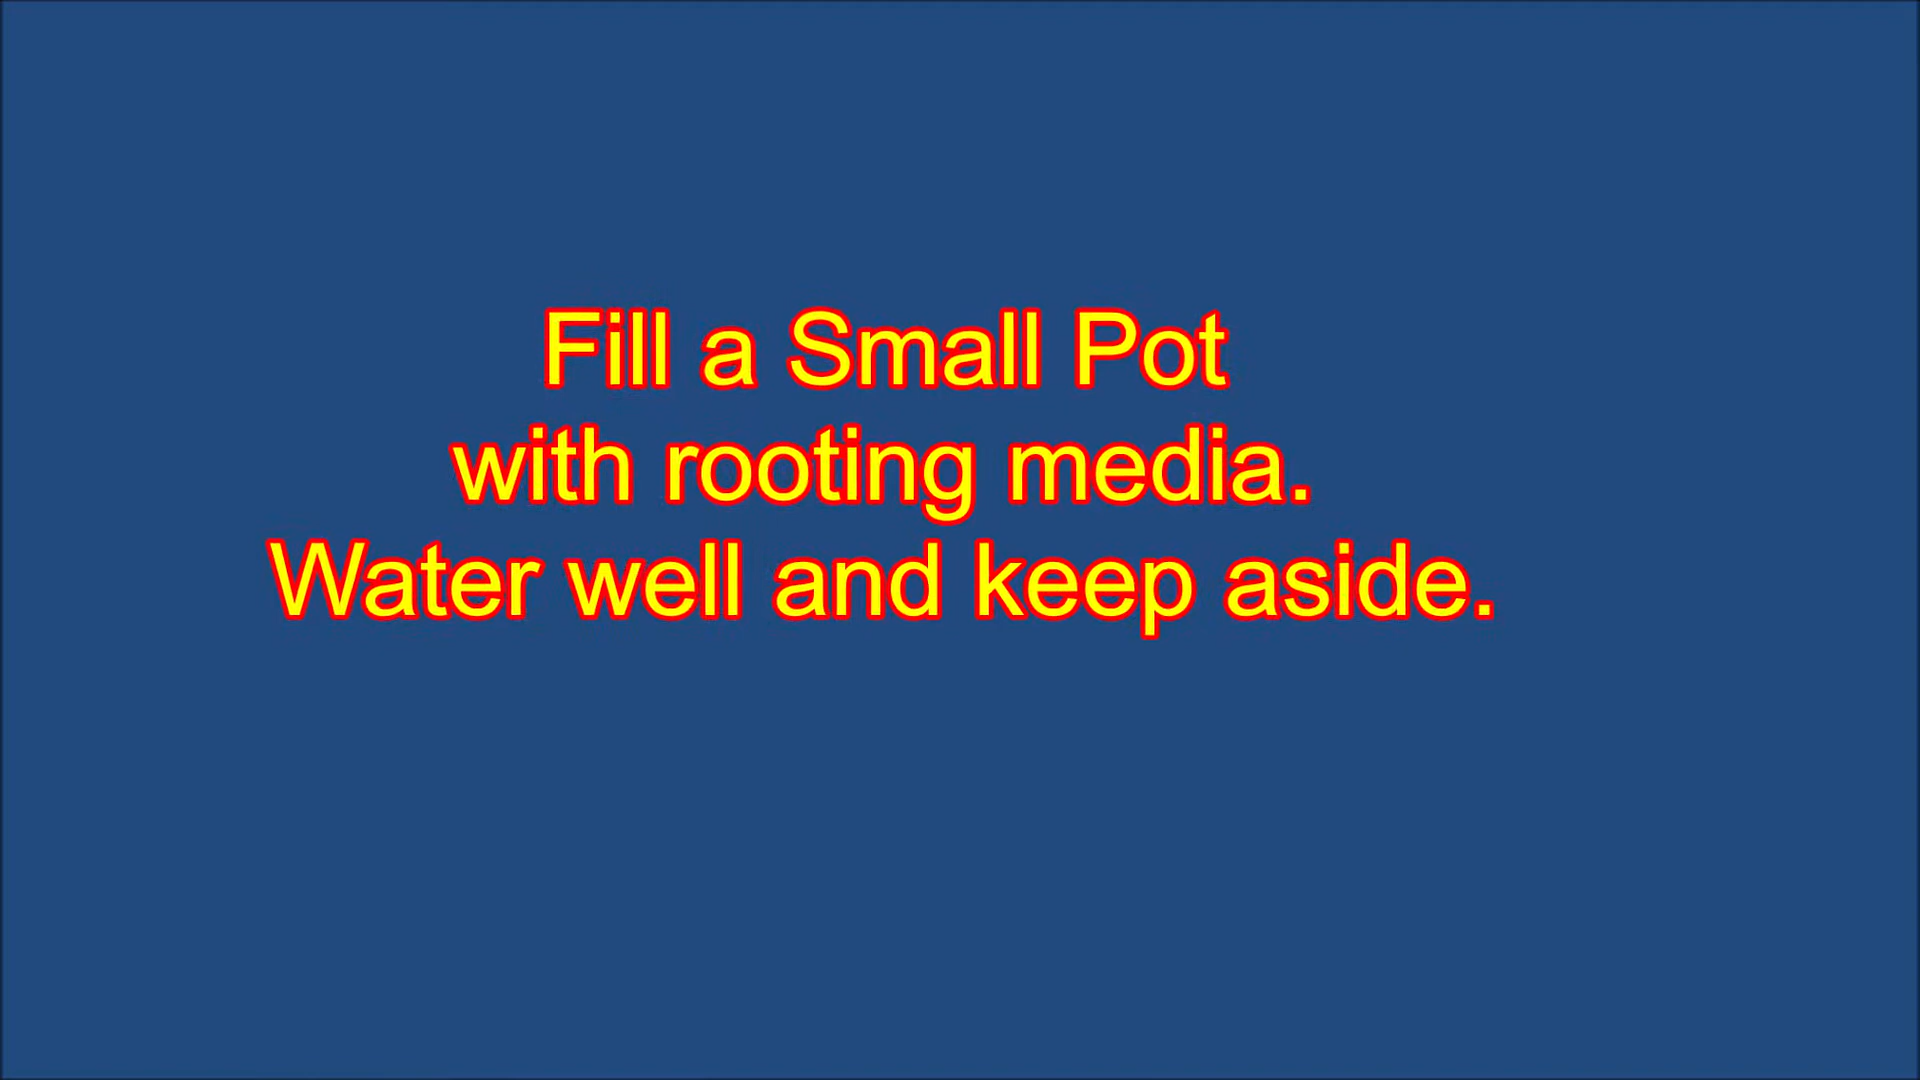 Fill a Small Pot
with rooting media.
Water well and keep aside.